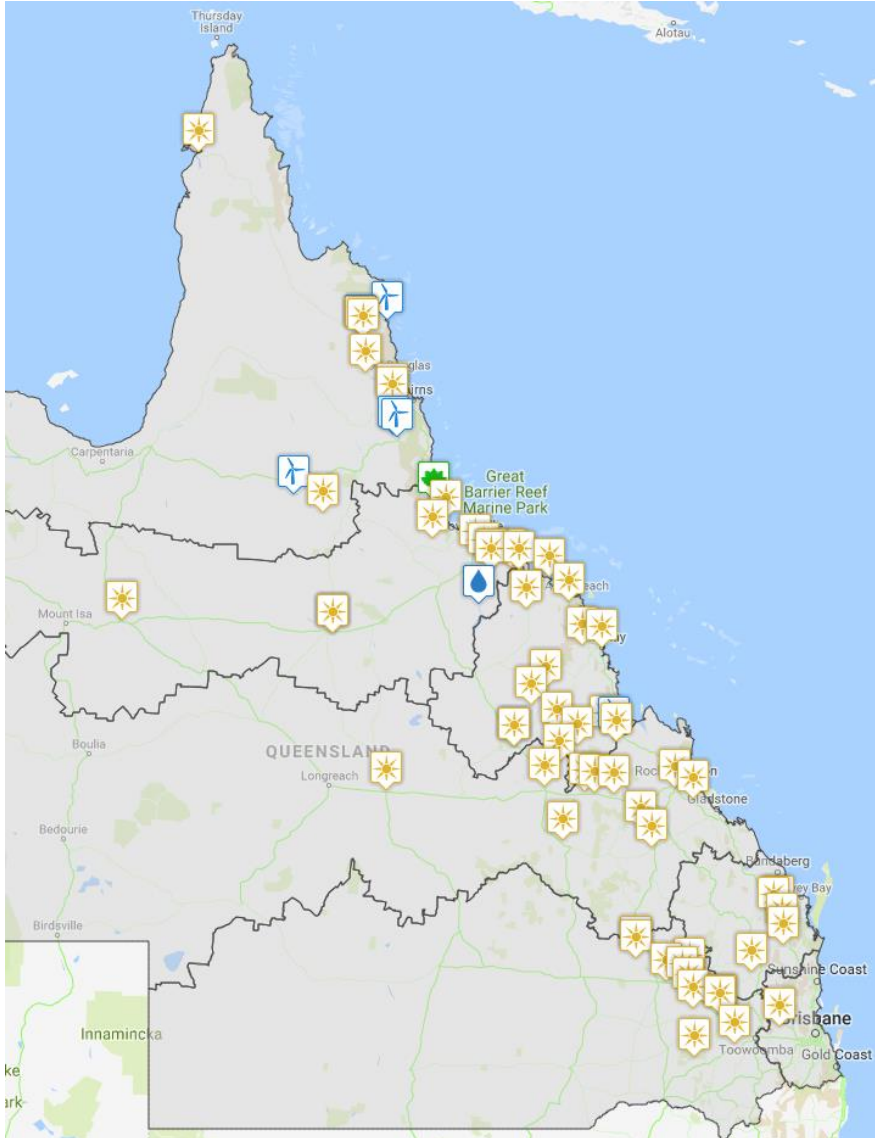 Thursday
Island
Alotau
Carpentaria
Great
Barrier Reef
Marine Park
Mount Isa
QUEENSLAND
Boulia
Longreach
Gladstone
Bedourie
Bundaberg
Birdsville
Sunshine Coast
Brisbane
Innamincka
Toowoomba
Gold Coast